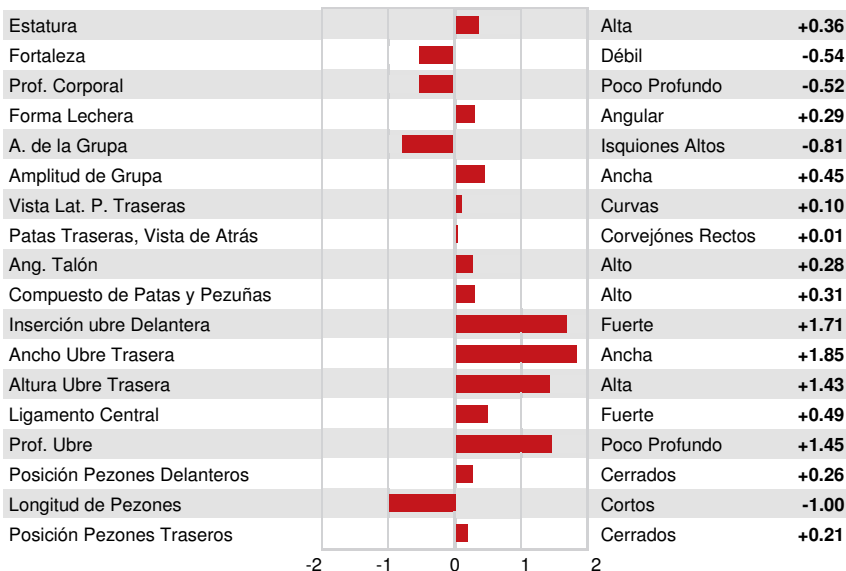 Estatura Alta +0.36
Fortaleza Débil -0.54
Prof. Corporal Poco Profundo -0.52
Forma Lechera Angular +0.29
A. de la Grupa Isquiones Altos -0.81
Amplitud de Grupa Ancha +0.45
Vista Lat. P. Traseras Curvas +0.10
Patas Traseras, Vista de Atrás Corvejónes Rectos +0.01
Ang. Talón Alto +0.28
Compuesto de Patas y Pezuñas Alto +0.31
Inserción ubre Delantera Fuerte +1.71
Ancho Ubre Trasera Ancha +1.85
Altura Ubre Trasera Alta +1.43
Ligamento Central Fuerte +0.49
Prof. Ubre Poco Profundo +1.45
Posición Pezones Delanteros Cerrados +0.26
Longitud de Pezones Cortos -1.00
Posición Pezones Traseros Cerrados +0.21
-2 -1 0 1 2